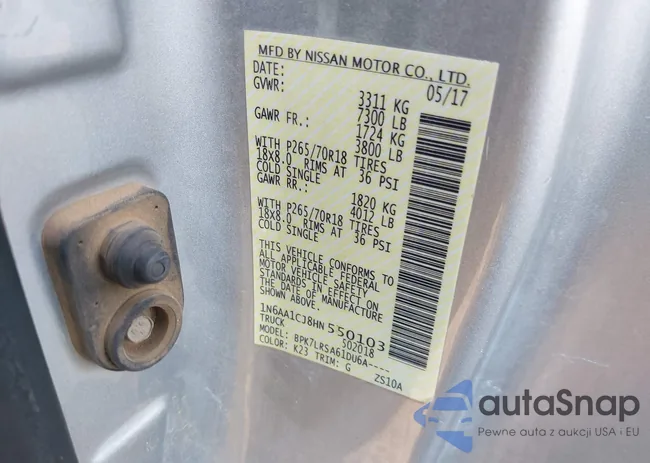 MFD BY NISSAN MOTOR CO., LTD.
DATE: 05/17
GVWR: 3311 KG
7300 LB
GAWR FR.: 1724 KG
3800 LB
WITH P265/70R18 TIRES
18X8.0 RIMS AT 36 PSI
COLD SINGLE
GAWR RR.: 1820 KG
4012 LB
WITH P265/70R18 TIRES
18X8.0 RIMS AT 36 PSI
COLD SINGLE
THIS VEHICLE CONFORMS TO
ALL APPLICABLE FEDERAL
MOTOR VEHICLE SAFETY
STANDARDS IN EFFECT ON
THE DATE OF MANUFACTURE
SHOWN ABOVE.
1N6AA1CJ8HN 550103
TRUCK 502018
MODEL: BPK7LRSA61DU6A----
COLOR: K23 TRIM: G ZS10A
autaSnap
Pewne auta z aukcji USA i EU